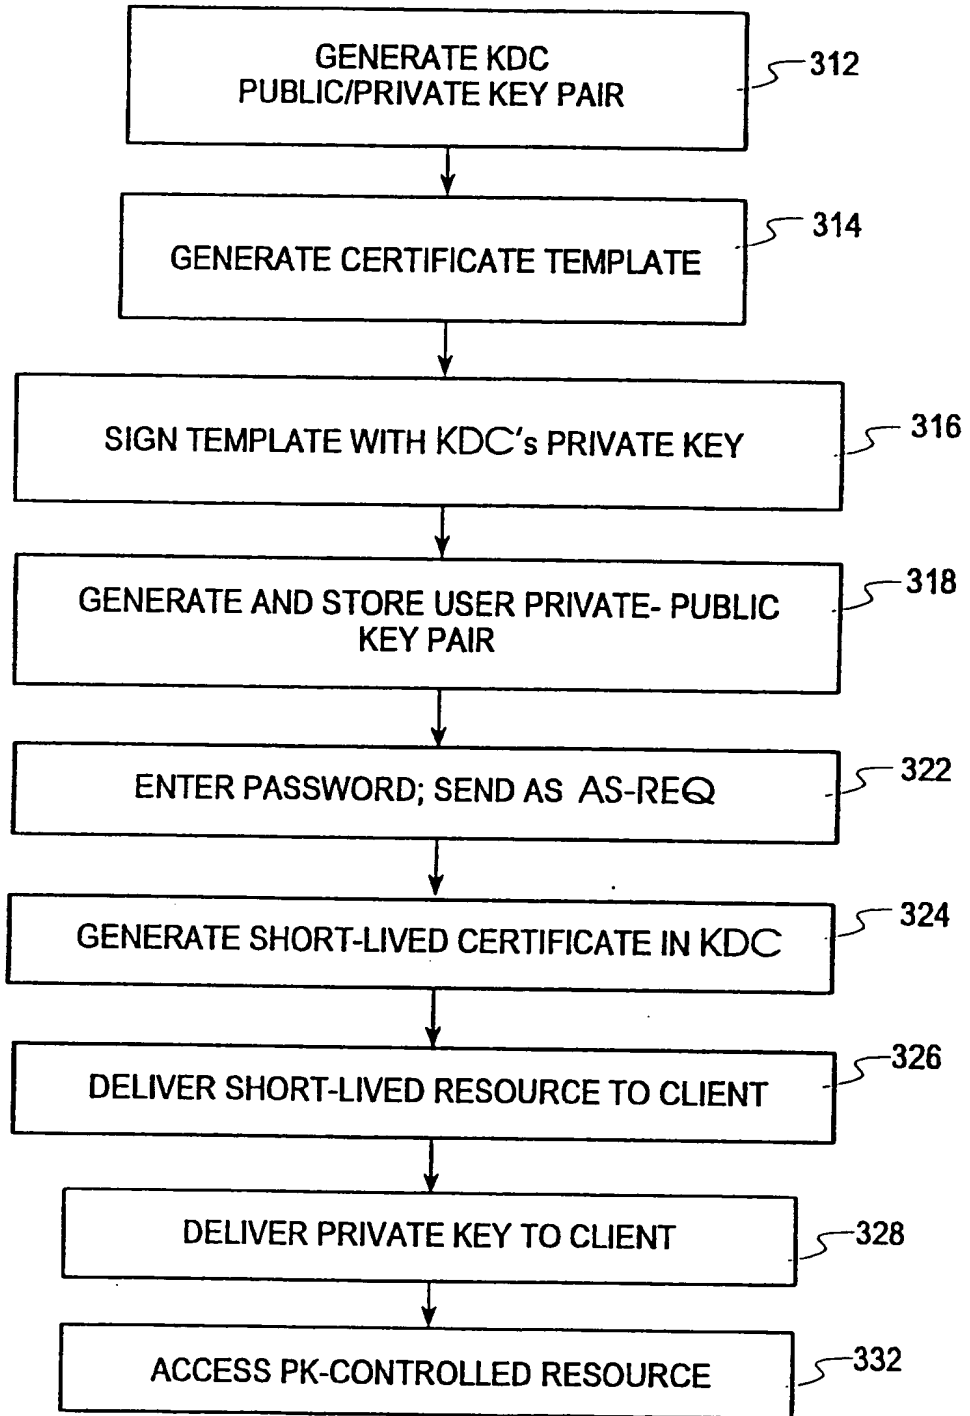 GENERATE KDC
PUBLIC/PRIVATE KEY PAIR
312
GENERATE CERTIFICATE TEMPLATE
314
SIGN TEMPLATE WITH KDC's PRIVATE KEY
316
GENERATE AND STORE USER PRIVATE- PUBLIC
KEY PAIR
318
ENTER PASSWORD; SEND AS AS-REQ
322
GENERATE SHORT-LIVED CERTIFICATE IN KDC
324
DELIVER SHORT-LIVED RESOURCE TO CLIENT
326
DELIVER PRIVATE KEY TO CLIENT
328
ACCESS PK-CONTROLLED RESOURCE
332